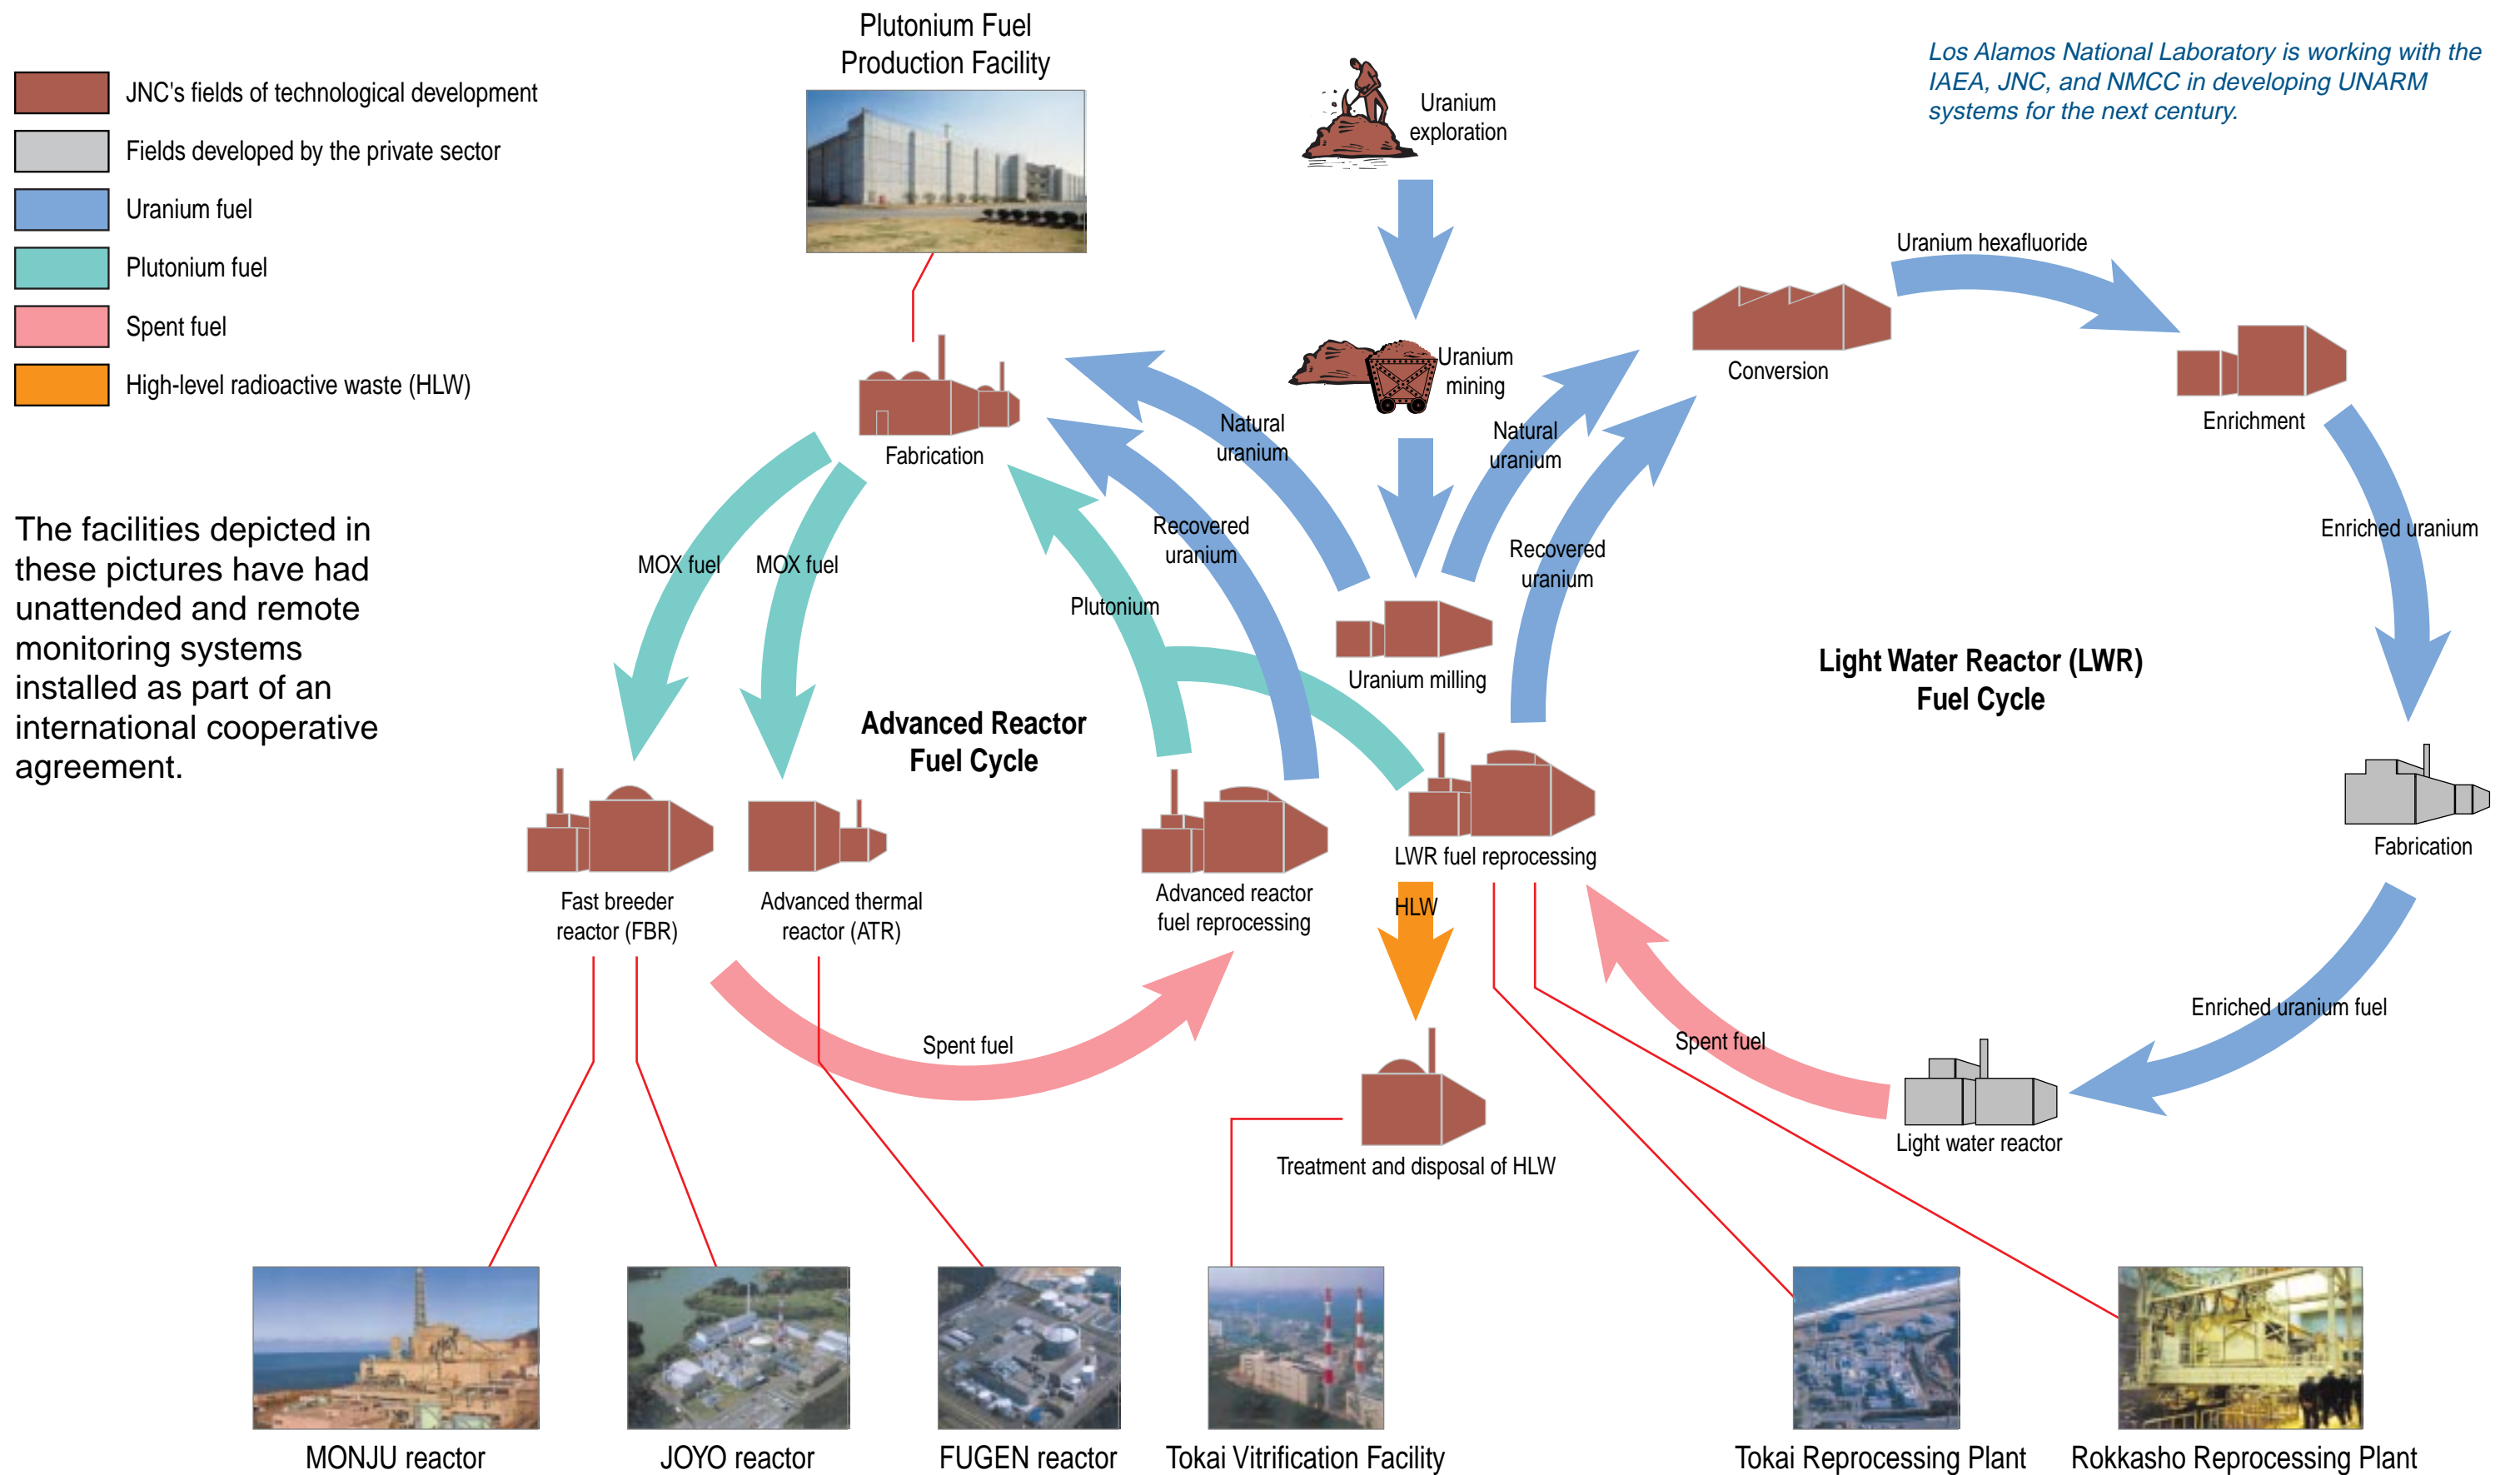 Plutonium Fuel
Production Facility
Los Alamos National Laboratory is working with the
IAEA, JNC, and NMCC in developing UNARM
systems for the next century.
JNC's fields of technological development
Fields developed by the private sector
Uranium fuel
Plutonium fuel
Spent fuel
High-level radioactive waste (HLW)
The facilities depicted in
these pictures have had
unattended and remote
monitoring systems
installed as part of an
international cooperative
agreement.
Uranium
exploration
Uranium
mining
Uranium hexafluoride
Conversion
Enrichment
Fabrication
Natural
uranium
Natural
uranium
Recovered
uranium
Recovered
uranium
Enriched uranium
MOX fuel
MOX fuel
Plutonium
Uranium milling
Light Water Reactor (LWR)
Fuel Cycle
Advanced Reactor
Fuel Cycle
Fabrication
LWR fuel reprocessing
Fast breeder
reactor (FBR)
Advanced thermal
reactor (ATR)
Advanced reactor
fuel reprocessing
HLW
Enriched uranium fuel
Spent fuel
Spent fuel
Light water reactor
Treatment and disposal of HLW
MONJU reactor
JOYO reactor
FUGEN reactor
Tokai Vitrification Facility
Tokai Reprocessing Plant
Rokkasho Reprocessing Plant